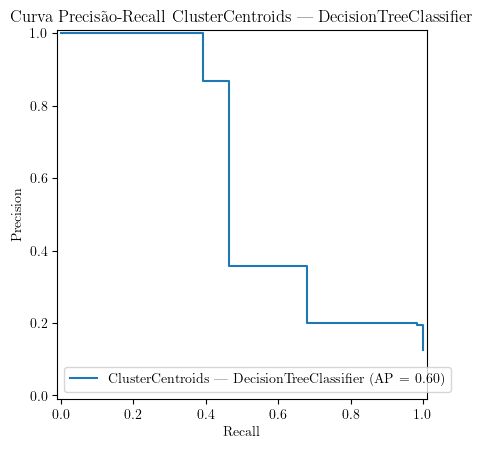 Curva Precisão-Recall ClusterCentroids — DecisionTreeClassifier
1.0
0.8
0.6
0.4
0.2
0.0
Precision
ClusterCentroids — DecisionTreeClassifier (AP = 0.60)
0.0 0.2 0.4 0.6 0.8 1.0
Recall